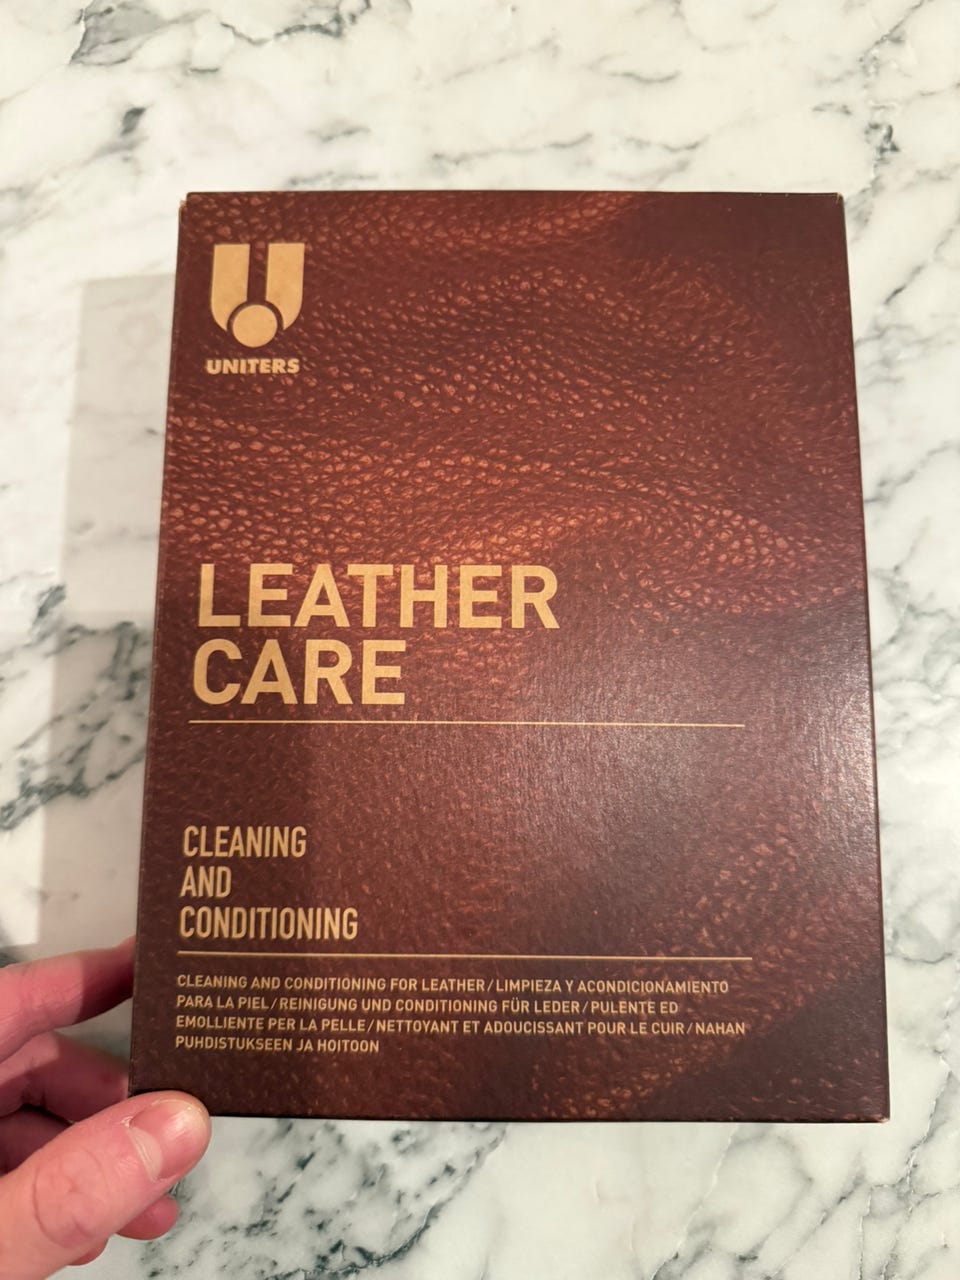 UNITERS
LEATHER
CARE
CLEANING
AND
CONDITIONING
CLEANING AND CONDITIONING FOR LEATHER / LIMPIEZA Y ACONDICIONAMIENTO
PARA LA PIEL / REINIGUNG UND CONDITIONING FÜR LEDER / PULENTE ED
EMOLLIENTE PER LA PELLE / NETTOYANT ET ADOUCISSANT POUR LE CUIR / NAHAN
PUHDISTUKSEEN JA HOITOON